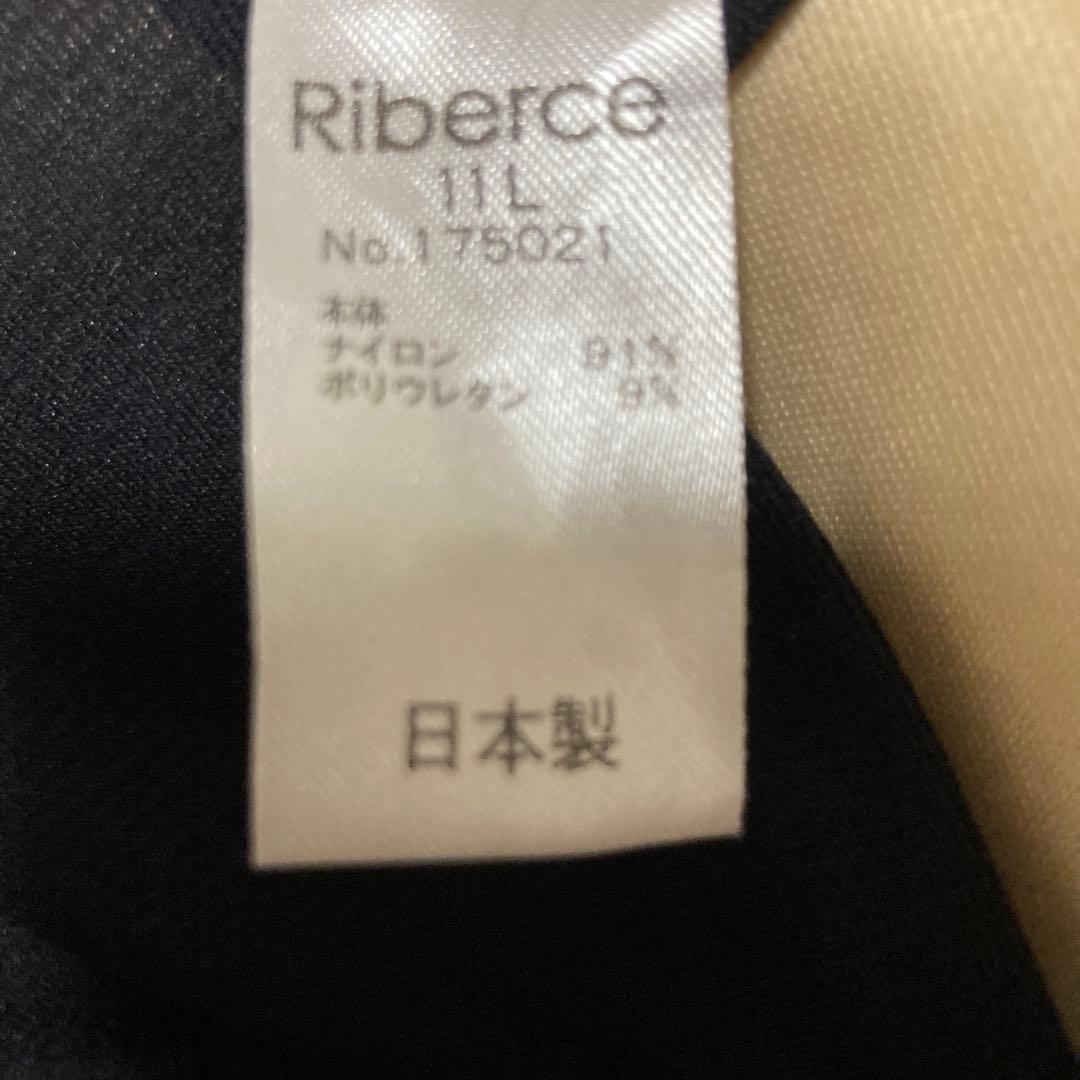 Riberce
11L
No.175021
本体
ナイロン 91%
ポリウレタン 9%
日本製